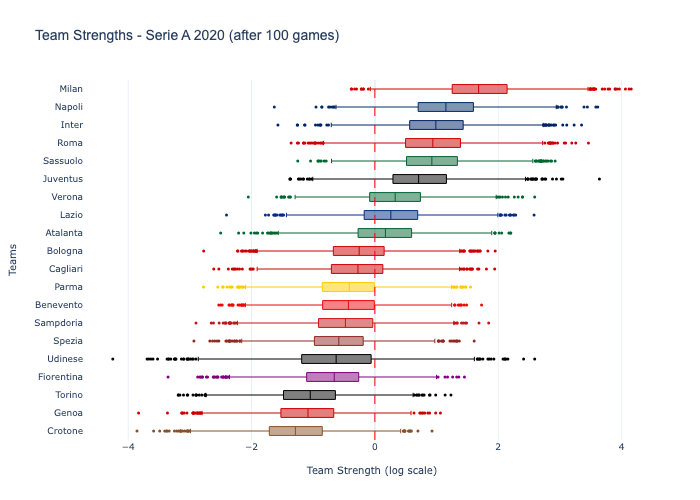 Team Strengths - Serie A 2020 (after 100 games)
Milan
Napoli
Inter
Roma
Sassuolo
Juventus
Verona
Lazio
Atalanta
Bologna
Cagliari
Parma
Benevento
Sampdoria
Spezia
Udinese
Fiorentina
Torino
Genoa
Crotone
Teams
−4 −2 0 2 4
Team Strength (log scale)